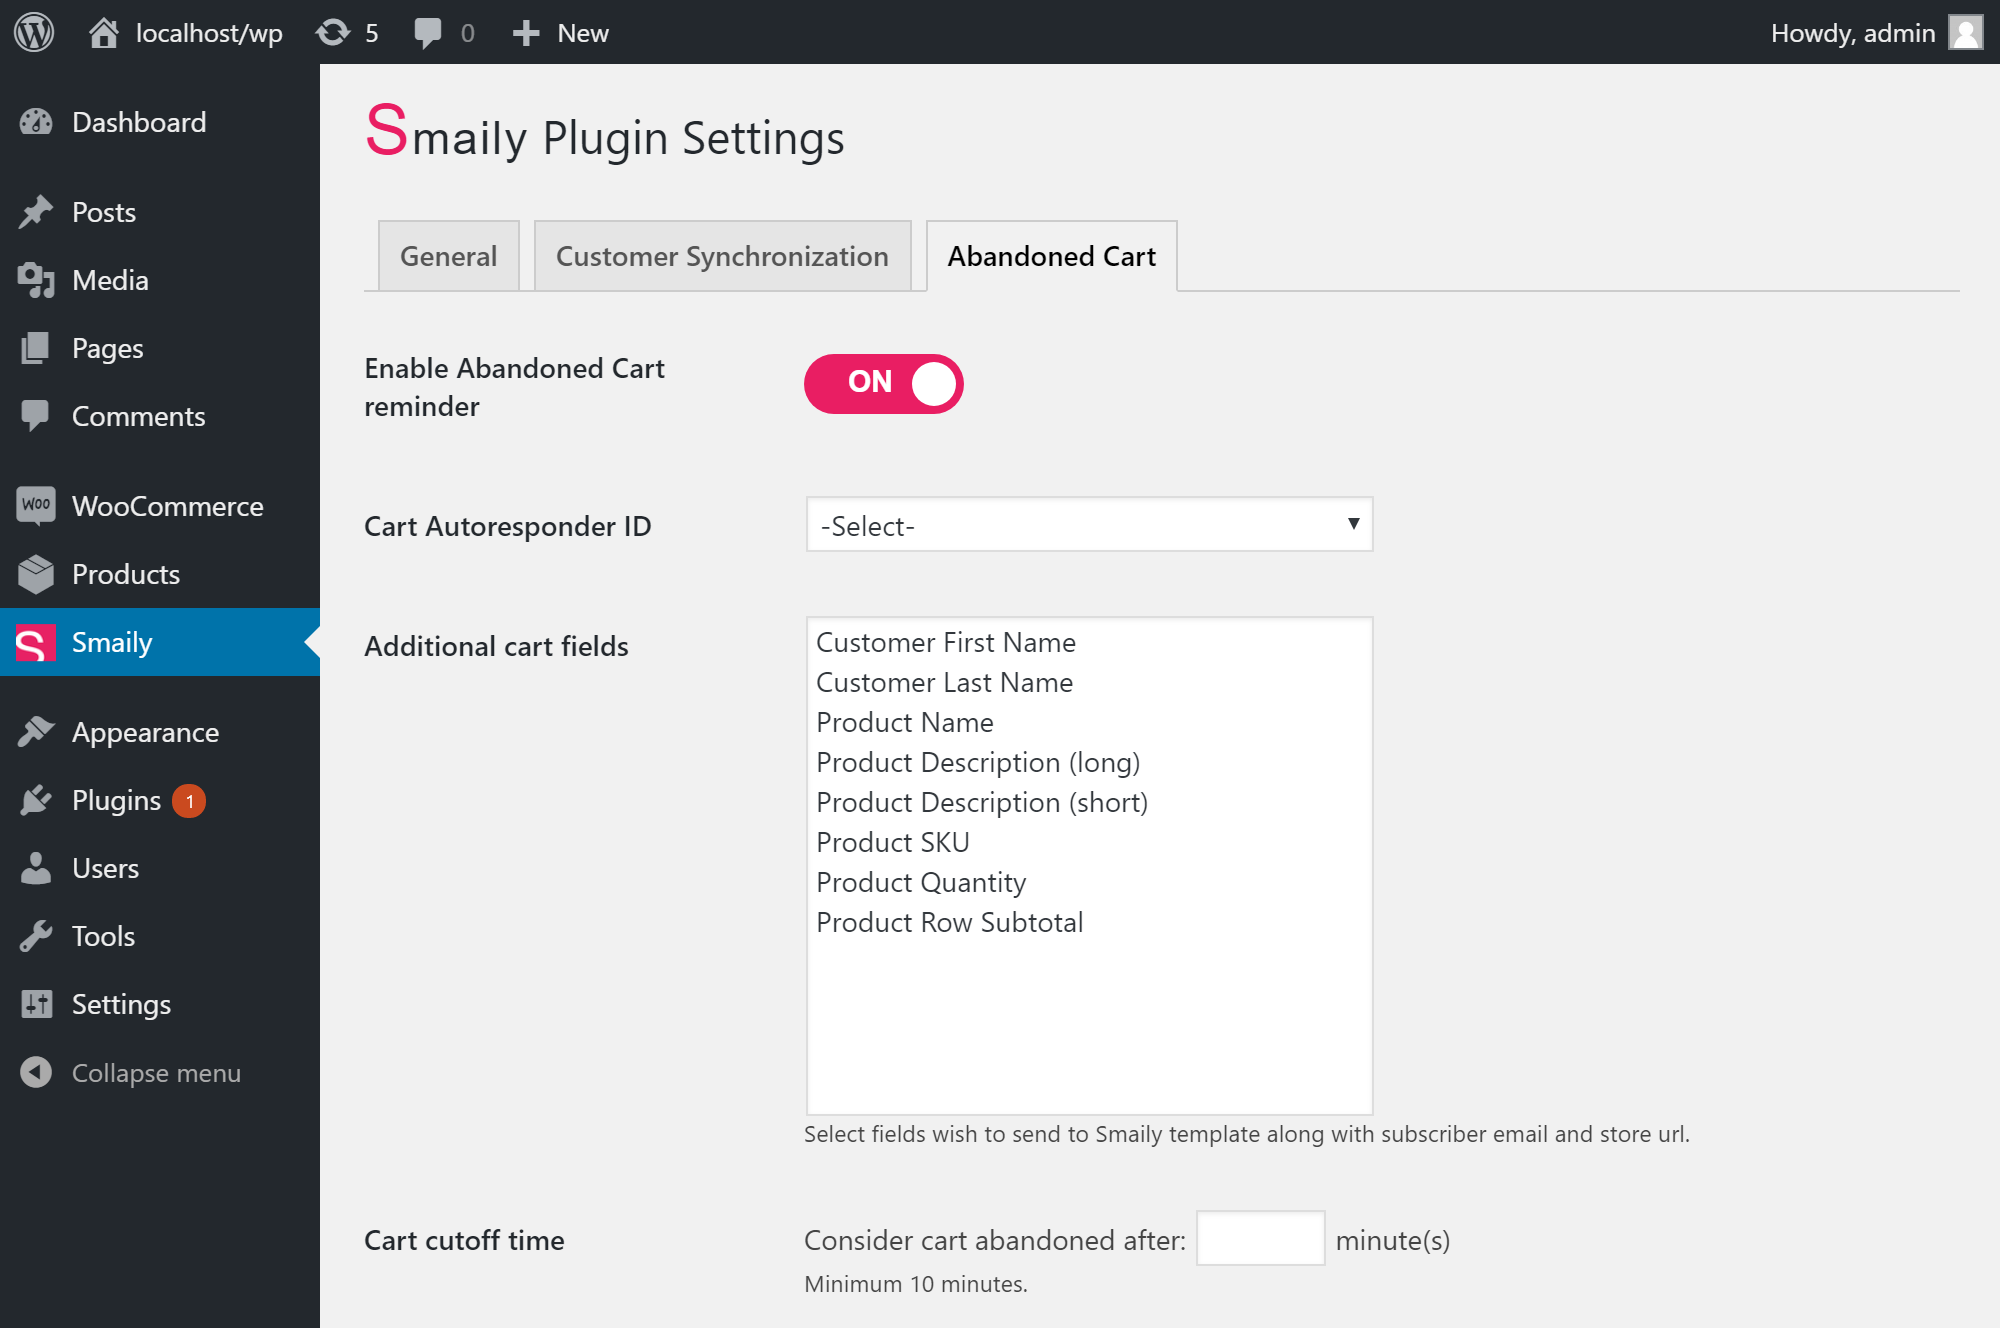 localhost/wp 5 0 New Howdy, admin
Dashboard
Posts
Media
Pages
Comments
Woo WooCommerce
Products
S Smaily
Appearance
Plugins 1
Users
Tools
Settings
Collapse menu
Smaily Plugin Settings
General Customer Synchronization Abandoned Cart
Enable Abandoned Cart
reminder
ON
Cart Autoresponder ID
-Select-
Additional cart fields
Customer First Name
Customer Last Name
Product Name
Product Description (long)
Product Description (short)
Product SKU
Product Quantity
Product Row Subtotal
Select fields wish to send to Smaily template along with subscriber email and store url.
Cart cutoff time
Consider cart abandoned after: minute(s)
Minimum 10 minutes.